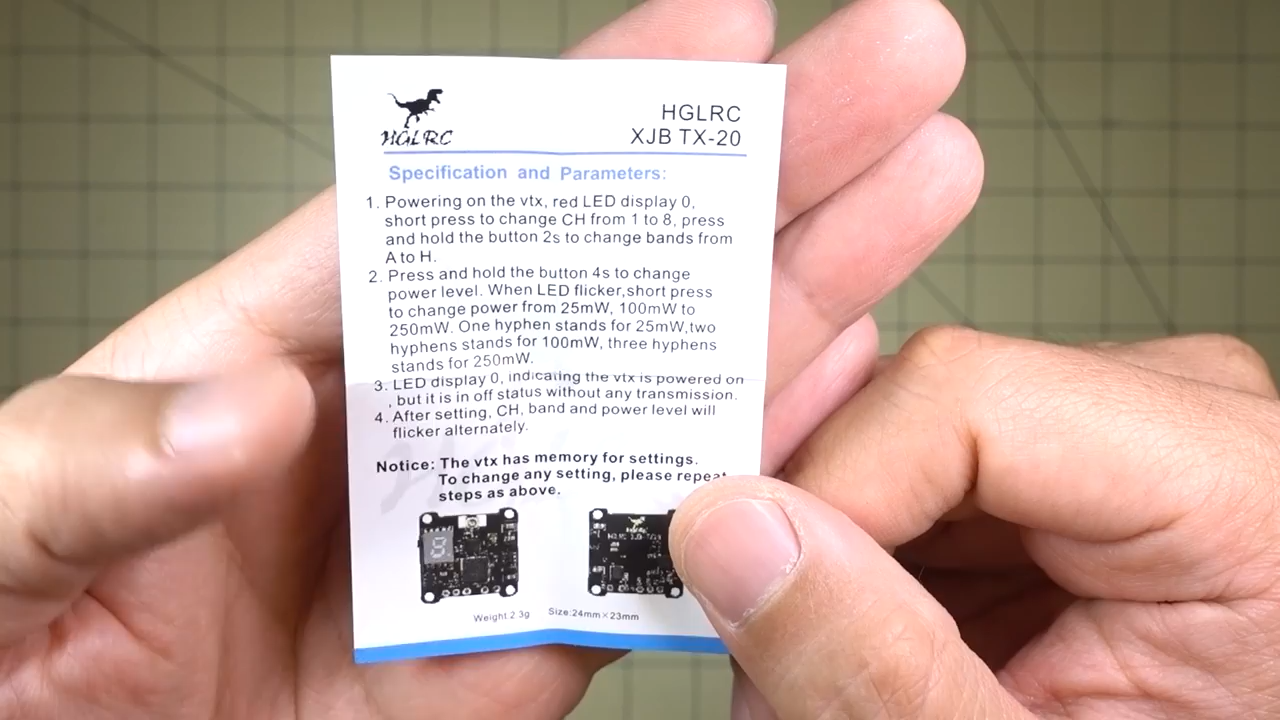 HGLRC
HGLRC
XJB TX-20
Specification and Parameters:
1. Powering on the vtx, red LED display 0,
short press to change CH from 1 to 8, press
and hold the button 2s to change bands from
A to H.
2. Press and hold the button 4s to change
power level. When LED flicker,short press
to change power from 25mW, 100mW to
250mW. One hyphen stands for 25mW,two
hyphens stands for 100mW, three hyphens
stands for 250mW.
3. LED display 0, indicating the vtx is powered on
, but it is in off status without any transmission.
4. After setting, CH, band and power level will
flicker alternately.
Notice: The vtx has memory for settings.
To change any setting, please repeat
steps as above.
8
Weight 2.3g Size:24mm×23mm